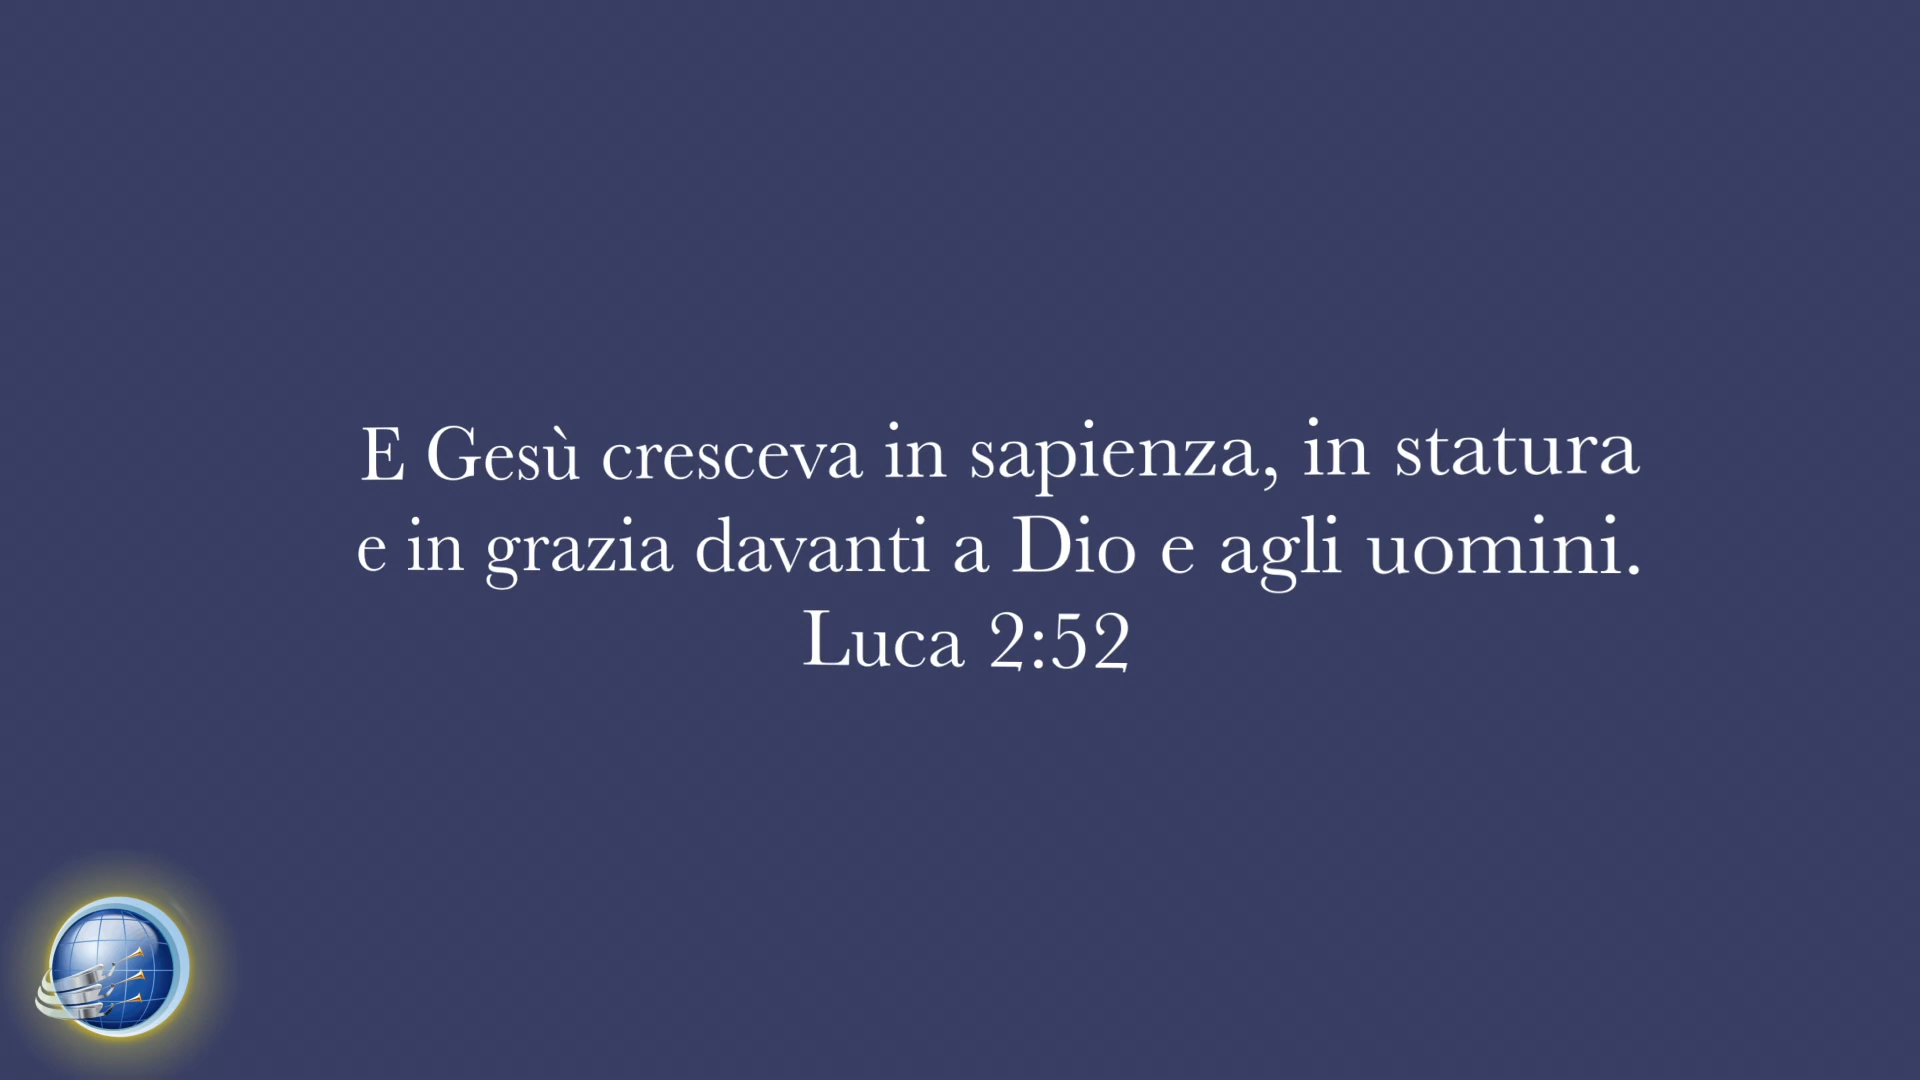 E Gesù cresceva in sapienza, in statura
e in grazia davanti a Dio e agli uomini.
Luca 2:52